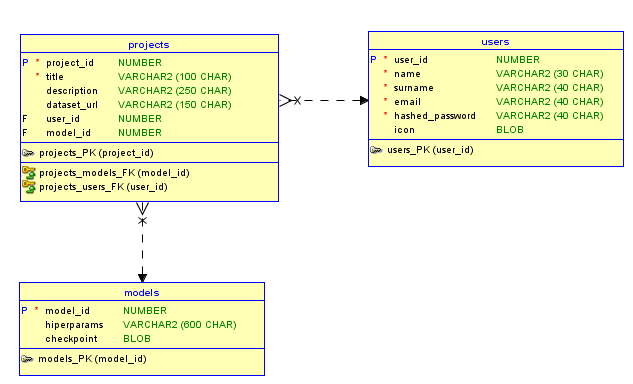 projects
P * project_id NUMBER
* title VARCHAR2 (100 CHAR)
description VARCHAR2 (250 CHAR)
dataset_url VARCHAR2 (150 CHAR)
F user_id NUMBER
F model_id NUMBER
projects_PK (project_id)
projects_models_FK (model_id)
projects_users_FK (user_id)
users
P * user_id NUMBER
* name VARCHAR2 (30 CHAR)
* surname VARCHAR2 (40 CHAR)
* email VARCHAR2 (40 CHAR)
* hashed_password VARCHAR2 (40 CHAR)
icon BLOB
users_PK (user_id)
models
P * model_id NUMBER
hiperparams VARCHAR2 (600 CHAR)
checkpoint BLOB
models_PK (model_id)